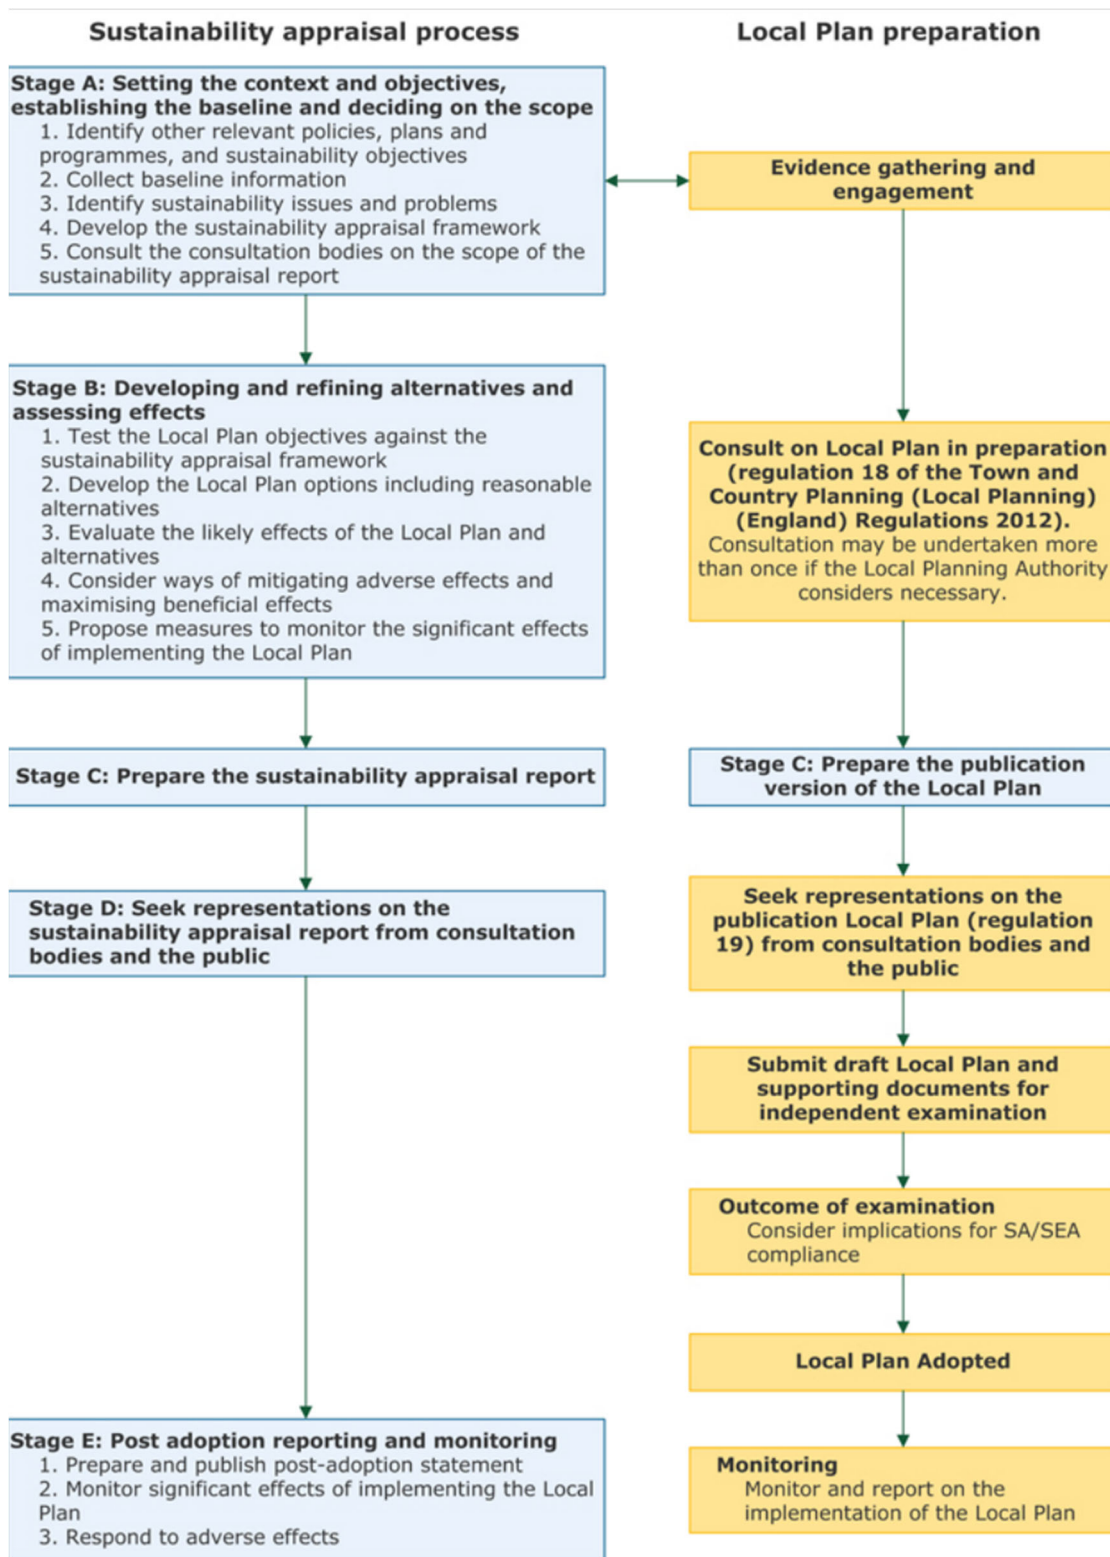 Sustainability appraisal process
Stage A: Setting the context and objectives,
establishing the baseline and deciding on the scope
1. Identify other relevant policies, plans and
programmes, and sustainability objectives
2. Collect baseline information
3. Identify sustainability issues and problems
4. Develop the sustainability appraisal framework
5. Consult the consultation bodies on the scope of the
sustainability appraisal report
Stage B: Developing and refining alternatives and
assessing effects
1. Test the Local Plan objectives against the
sustainability appraisal framework
2. Develop the Local Plan options including reasonable
alternatives
3. Evaluate the likely effects of the Local Plan and
alternatives
4. Consider ways of mitigating adverse effects and
maximising beneficial effects
5. Propose measures to monitor the significant effects
of implementing the Local Plan
Stage C: Prepare the sustainability appraisal report
Stage D: Seek representations on the
sustainability appraisal report from consultation
bodies and the public
Stage E: Post adoption reporting and monitoring
1. Prepare and publish post-adoption statement
2. Monitor significant effects of implementing the Local
Plan
3. Respond to adverse effects
Local Plan preparation
Evidence gathering and
engagement
Consult on Local Plan in preparation
(regulation 18 of the Town and
Country Planning (Local Planning)
(England) Regulations 2012).
Consultation may be undertaken more
than once if the Local Planning Authority
considers necessary.
Stage C: Prepare the publication
version of the Local Plan
Seek representations on the
publication Local Plan (regulation
19) from consultation bodies and
the public
Submit draft Local Plan and
supporting documents for
independent examination
Outcome of examination
Consider implications for SA/SEA
compliance
Local Plan Adopted
Monitoring
Monitor and report on the
implementation of the Local Plan